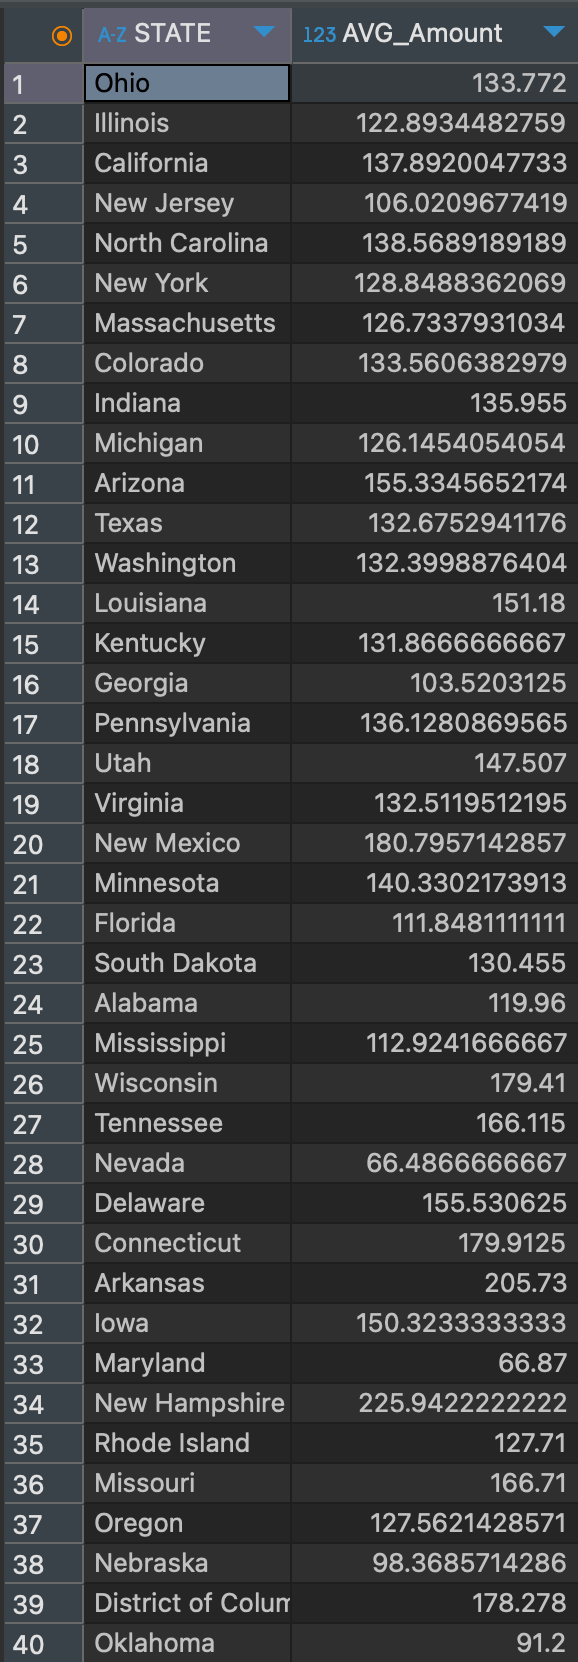 A-Z STATE 123 AVG_Amount
1 Ohio 133.772
2 Illinois 122.8934482759
3 California 137.8920047733
4 New Jersey 106.0209677419
5 North Carolina 138.5689189189
6 New York 128.8488362069
7 Massachusetts 126.7337931034
8 Colorado 133.5606382979
9 Indiana 135.955
10 Michigan 126.1454054054
11 Arizona 155.3345652174
12 Texas 132.6752941176
13 Washington 132.3998876404
14 Louisiana 151.18
15 Kentucky 131.8666666667
16 Georgia 103.5203125
17 Pennsylvania 136.1280869565
18 Utah 147.507
19 Virginia 132.5119512195
20 New Mexico 180.7957142857
21 Minnesota 140.3302173913
22 Florida 111.8481111111
23 South Dakota 130.455
24 Alabama 119.96
25 Mississippi 112.9241666667
26 Wisconsin 179.41
27 Tennessee 166.115
28 Nevada 66.4866666667
29 Delaware 155.530625
30 Connecticut 179.9125
31 Arkansas 205.73
32 Iowa 150.3233333333
33 Maryland 66.87
34 New Hampshire 225.9422222222
35 Rhode Island 127.71
36 Missouri 166.71
37 Oregon 127.5621428571
38 Nebraska 98.3685714286
39 District of Colum 178.278
40 Oklahoma 91.2